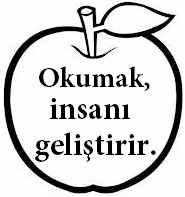 Okumak,
insanı
geliştirir.